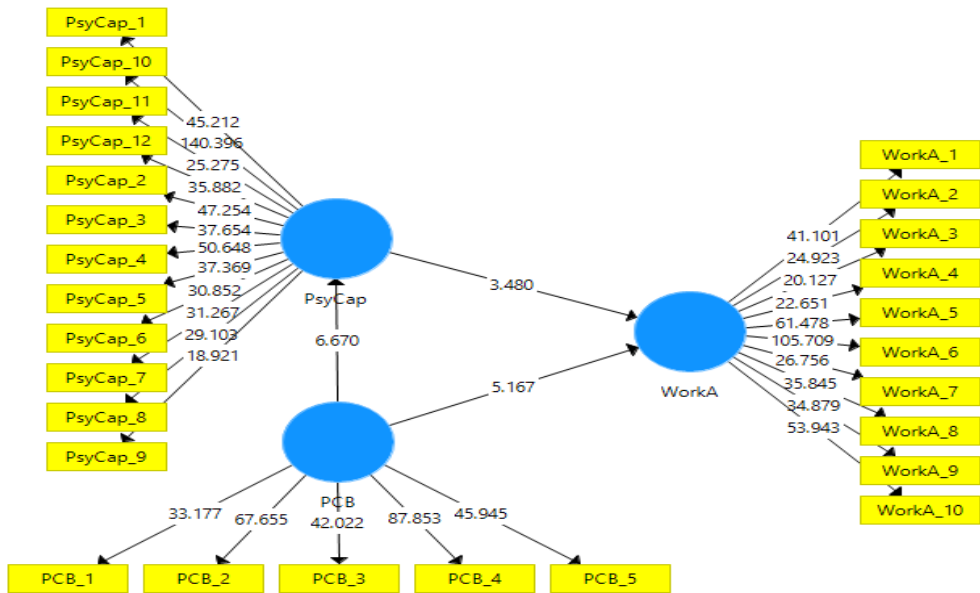 PsyCap_1
PsyCap_10
PsyCap_11
PsyCap_12
PsyCap_2
PsyCap_3
PsyCap_4
PsyCap_5
PsyCap_6
PsyCap_7
PsyCap_8
PsyCap_9
45.212
140.396
25.275
35.882
47.254
37.654
50.648
37.369
30.852
31.267
29.103
18.921
PsyCap
6.670
3.480
5.167
PCB
33.177
67.655
42.022
87.853
45.945
PCB_1
PCB_2
PCB_3
PCB_4
PCB_5
WorkA
41.101
24.923
20.127
22.651
61.478
105.709
26.756
35.845
34.879
53.943
WorkA_1
WorkA_2
WorkA_3
WorkA_4
WorkA_5
WorkA_6
WorkA_7
WorkA_8
WorkA_9
WorkA_10